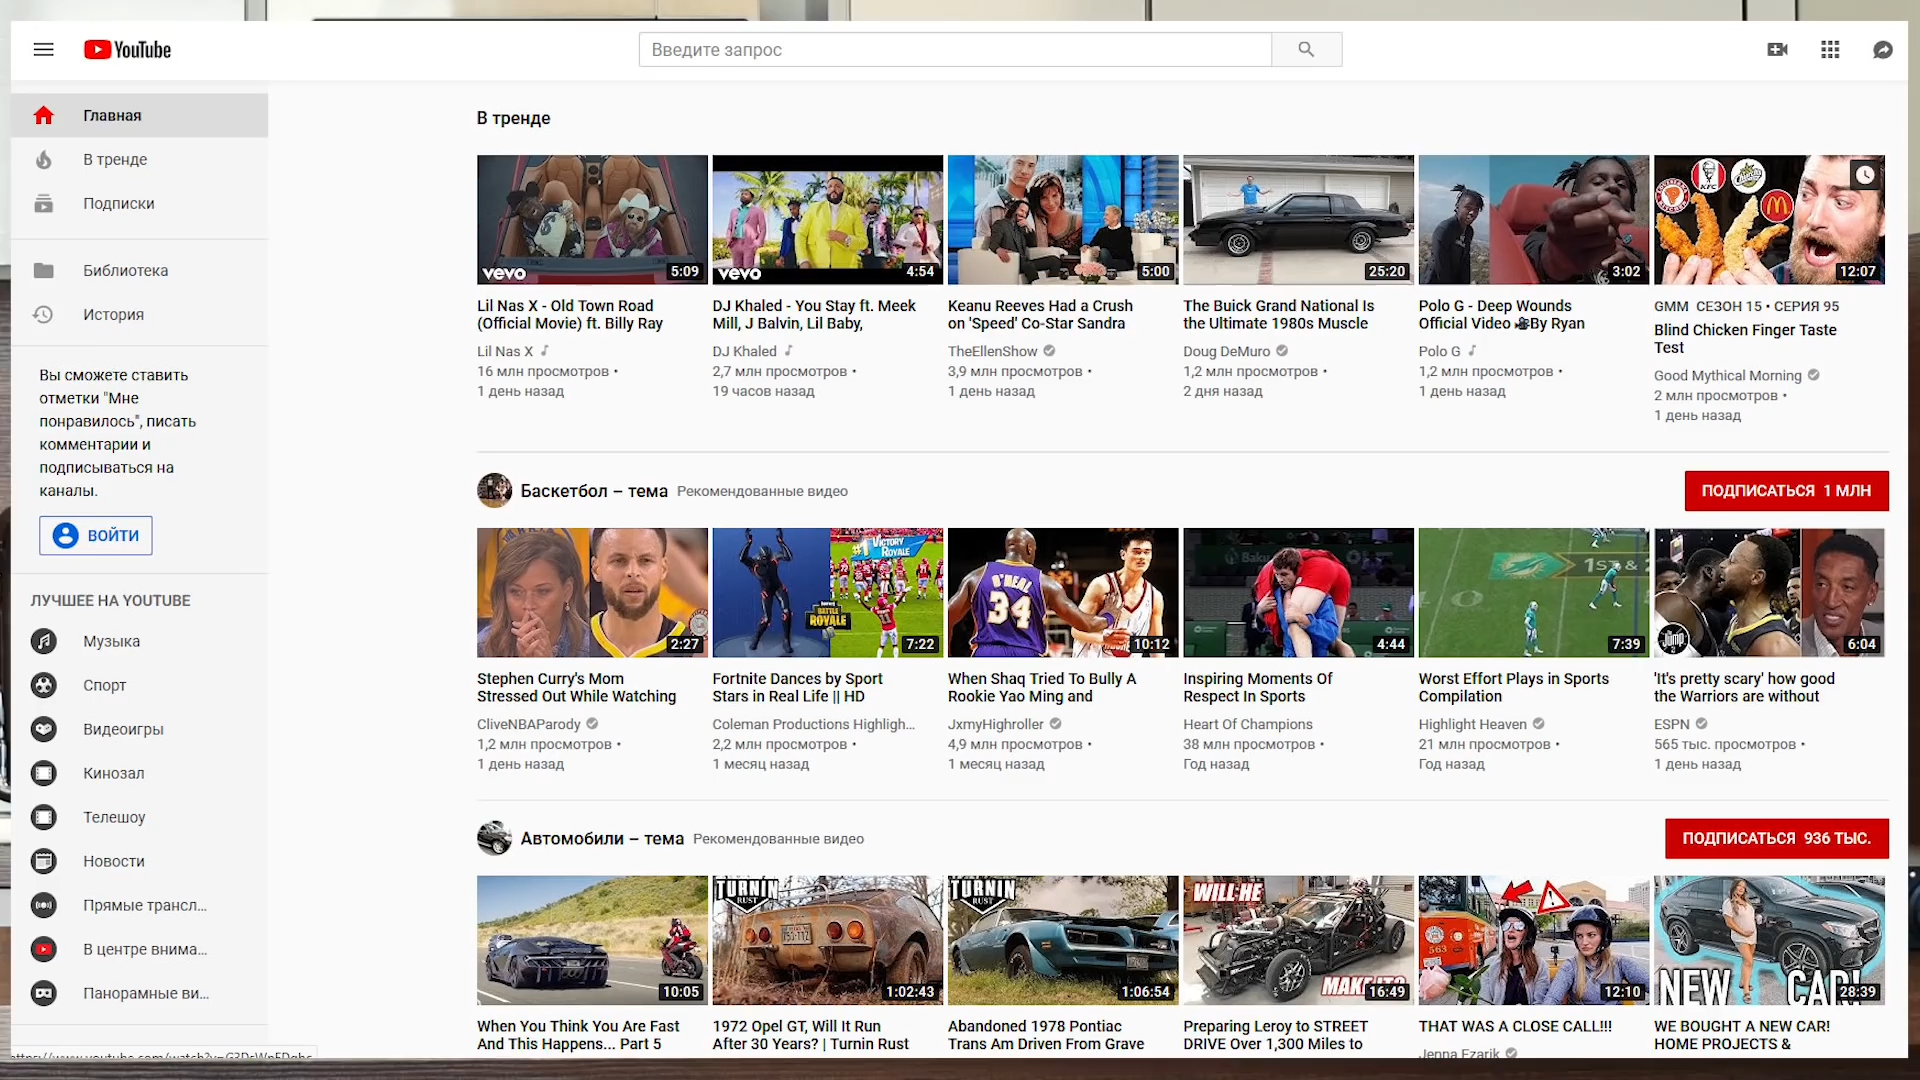 YouTube
Введите запрос
Главная
В тренде
Подписки
Библиотека
История
Вы сможете ставить
отметки "Мне
понравилось", писать
комментарии и
подписываться на
каналы.
ВОЙТИ
ЛУЧШЕЕ НА YOUTUBE
Музыка
Спорт
Видеоигры
Кинозал
Телешоу
Новости
Прямые трансл...
В центре внима...
Панорамные ви...
В тренде
vevo
5:09
Lil Nas X - Old Town Road
(Official Movie) ft. Billy Ray
Lil Nas X
16 млн просмотров •
1 день назад
vevo
4:54
DJ Khaled - You Stay ft. Meek
Mill, J Balvin, Lil Baby,
DJ Khaled
2,7 млн просмотров •
19 часов назад
5:00
Keanu Reeves Had a Crush
on 'Speed' Co-Star Sandra
TheEllenShow
3,9 млн просмотров •
1 день назад
25:20
The Buick Grand National Is
the Ultimate 1980s Muscle
Doug DeMuro
1,2 млн просмотров •
2 дня назад
3:02
Polo G - Deep Wounds
Official Video 🎥By Ryan
Polo G
1,2 млн просмотров •
1 день назад
KFC
12:07
GMM СЕЗОН 15 • СЕРИЯ 95
Blind Chicken Finger Taste
Test
Good Mythical Morning
2 млн просмотров •
1 день назад
Баскетбол – тема Рекомендованные видео
ПОДПИСАТЬСЯ 1 МЛН
2:27
Stephen Curry's Mom
Stressed Out While Watching
CliveNBAParody
1,2 млн просмотров •
1 день назад
#1 VICTORY
ROYALE
BATTLE
ROYALE
7:22
Fortnite Dances by Sport
Stars in Real Life || HD
Coleman Productions Highligh...
2,2 млн просмотров •
1 месяц назад
O'NEAL
34
10:12
When Shaq Tried To Bully A
Rookie Yao Ming and
JxmyHighroller
4,9 млн просмотров •
1 месяц назад
Baku
4:44
Inspiring Moments Of
Respect In Sports
Heart Of Champions
38 млн просмотров •
Год назад
1ST &
7:39
Worst Effort Plays in Sports
Compilation
Highlight Heaven
21 млн просмотров •
Год назад
Jump
6:04
'It's pretty scary' how good
the Warriors are without
ESPN
565 тыс. просмотров •
1 день назад
Автомобили – тема Рекомендованные видео
ПОДПИСАТЬСЯ 936 ТЫС.
10:05
When You Think You Are Fast
And This Happens... Part 5
TURNIN
RUST
1:02:43
1972 Opel GT, Will It Run
After 30 Years? | Turnin Rust
TURNIN
RUST
1:06:54
Abandoned 1978 Pontiac
Trans Am Driven From Grave
WILL HE
MAKE IT?
16:49
Preparing Leroy to STREET
DRIVE Over 1,300 Miles to
563
12:10
THAT WAS A CLOSE CALL!!!
Jenna Ezarik
NEW CAR!
28:39
WE BOUGHT A NEW CAR!
HOME PROJECTS &